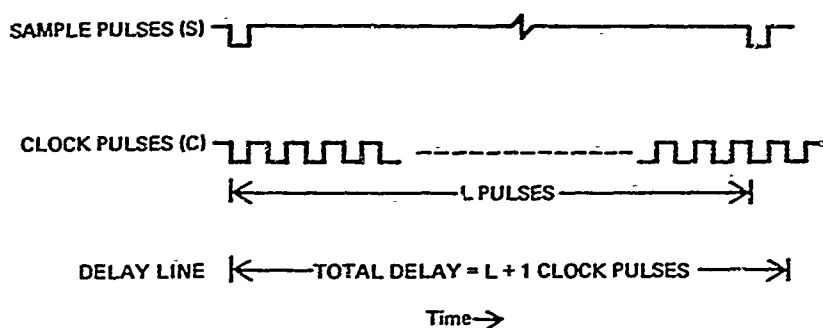 SAMPLE PULSES (S)
CLOCK PULSES (C)
L PULSES
DELAY LINE
TOTAL DELAY = L + 1 CLOCK PULSES
Time